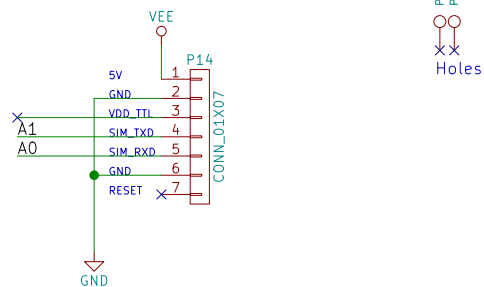 VEE
P14
5V 1
GND 2
VDD_TTL 3
A1 SIM_TXD 4
A0 SIM_RXD 5
GND 6
RESET 7
CONN_01X07
GND
P
P
Holes